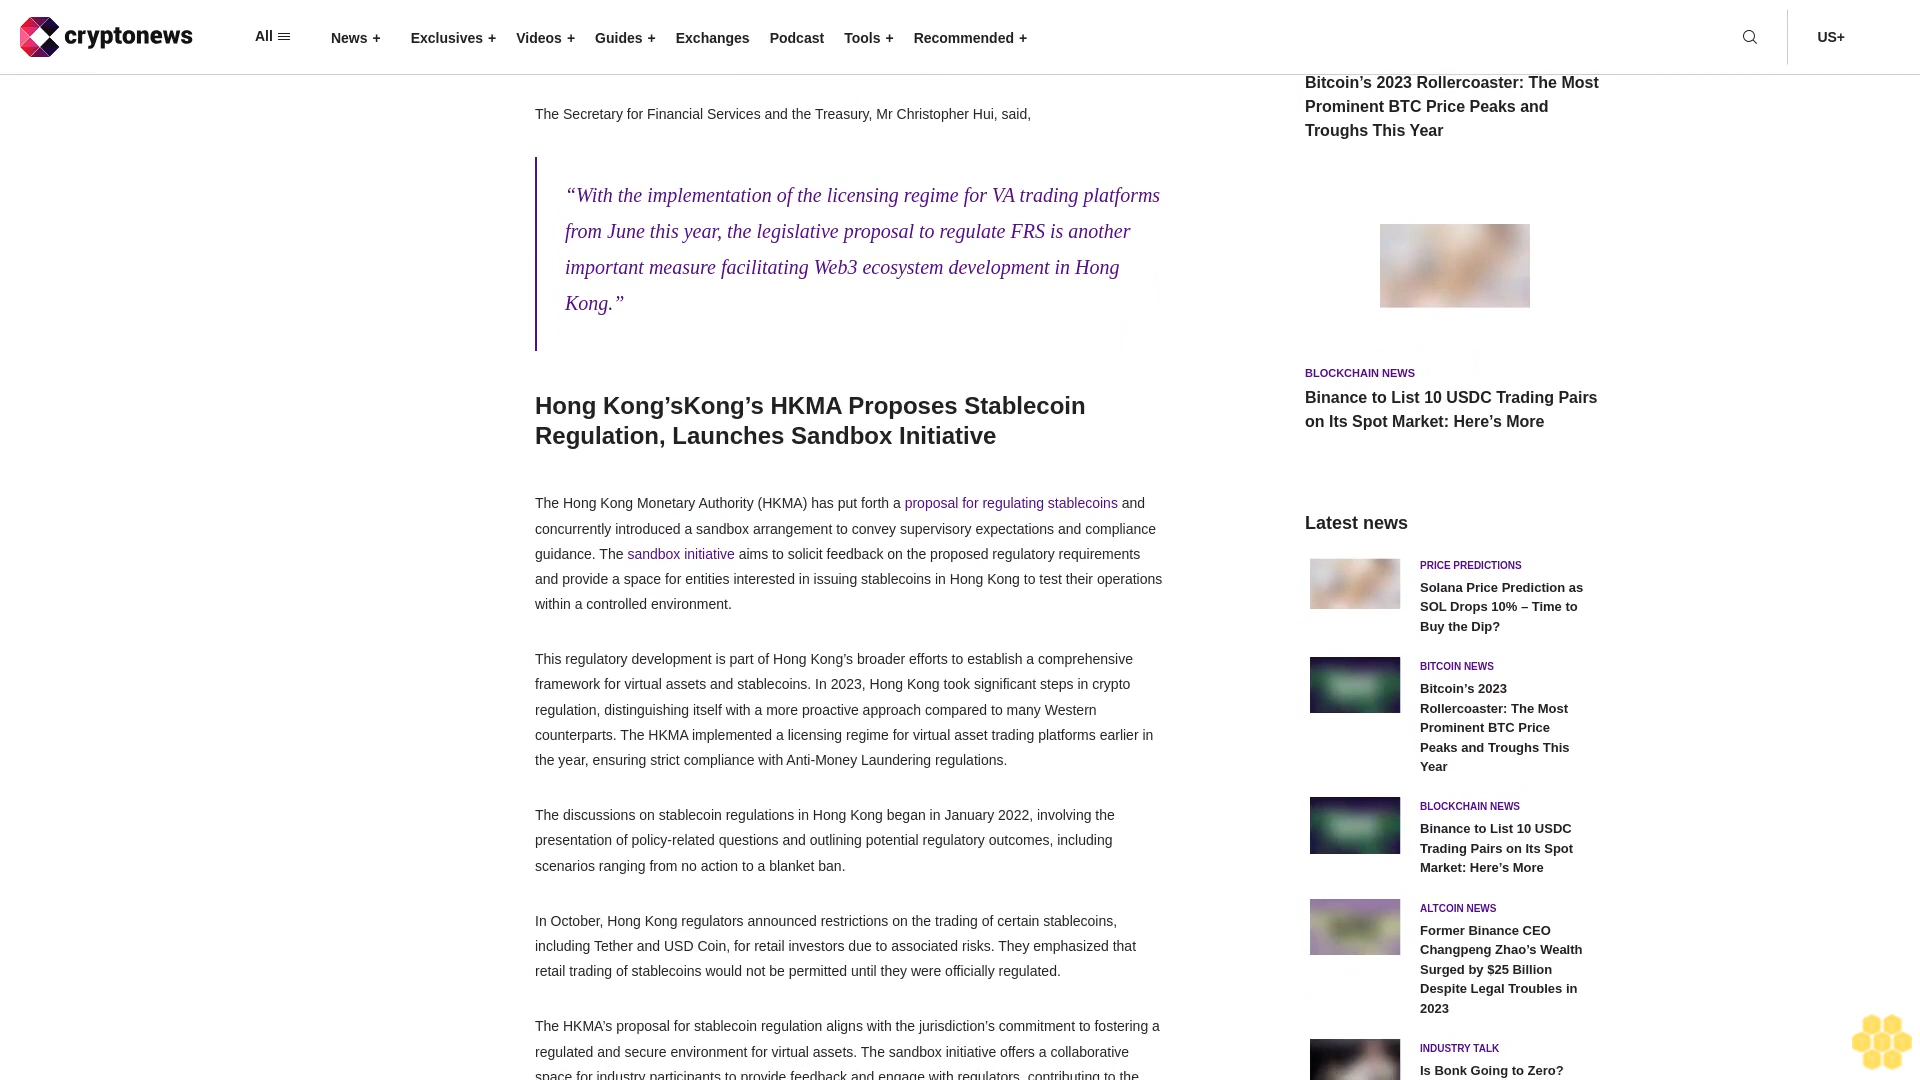 cryptonews
All
News +
Exclusives +
Videos +
Guides +
Exchanges
Podcast
Tools +
Recommended +
US+
The Secretary for Financial Services and the Treasury, Mr Christopher Hui, said,
“With the implementation of the licensing regime for VA trading platforms
from June this year, the legislative proposal to regulate FRS is another
important measure facilitating Web3 ecosystem development in Hong
Kong.”
Hong Kong’sKong’s HKMA Proposes Stablecoin
Regulation, Launches Sandbox Initiative
The Hong Kong Monetary Authority (HKMA) has put forth a proposal for regulating stablecoins and
concurrently introduced a sandbox arrangement to convey supervisory expectations and compliance
guidance. The sandbox initiative aims to solicit feedback on the proposed regulatory requirements
and provide a space for entities interested in issuing stablecoins in Hong Kong to test their operations
within a controlled environment.
This regulatory development is part of Hong Kong’s broader efforts to establish a comprehensive
framework for virtual assets and stablecoins. In 2023, Hong Kong took significant steps in crypto
regulation, distinguishing itself with a more proactive approach compared to many Western
counterparts. The HKMA implemented a licensing regime for virtual asset trading platforms earlier in
the year, ensuring strict compliance with Anti-Money Laundering regulations.
The discussions on stablecoin regulations in Hong Kong began in January 2022, involving the
presentation of policy-related questions and outlining potential regulatory outcomes, including
scenarios ranging from no action to a blanket ban.
In October, Hong Kong regulators announced restrictions on the trading of certain stablecoins,
including Tether and USD Coin, for retail investors due to associated risks. They emphasized that
retail trading of stablecoins would not be permitted until they were officially regulated.
The HKMA’s proposal for stablecoin regulation aligns with the jurisdiction’s commitment to fostering a
regulated and secure environment for virtual assets. The sandbox initiative offers a collaborative
space for industry participants to provide feedback and engage with regulators, contributing to the
Bitcoin’s 2023 Rollercoaster: The Most
Prominent BTC Price Peaks and
Troughs This Year
BLOCKCHAIN NEWS
Binance to List 10 USDC Trading Pairs
on Its Spot Market: Here’s More
Latest news
PRICE PREDICTIONS
Solana Price Prediction as
SOL Drops 10% – Time to
Buy the Dip?
BITCOIN NEWS
Bitcoin’s 2023
Rollercoaster: The Most
Prominent BTC Price
Peaks and Troughs This
Year
BLOCKCHAIN NEWS
Binance to List 10 USDC
Trading Pairs on Its Spot
Market: Here’s More
ALTCOIN NEWS
Former Binance CEO
Changpeng Zhao’s Wealth
Surged by $25 Billion
Despite Legal Troubles in
2023
INDUSTRY TALK
Is Bonk Going to Zero?